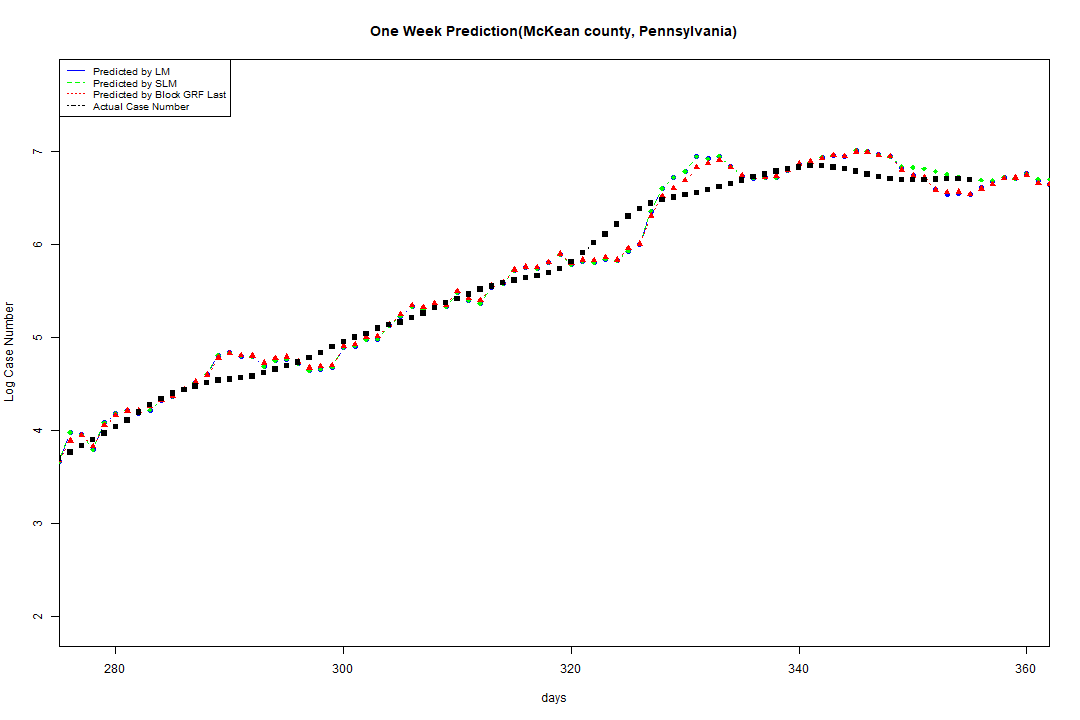 One Week Prediction(McKean county, Pennsylvania)
Predicted by LM
Predicted by SLM
Predicted by Block GRF Last
Actual Case Number
Log Case Number
7
6
5
4
3
2
280 300 320 340 360
days